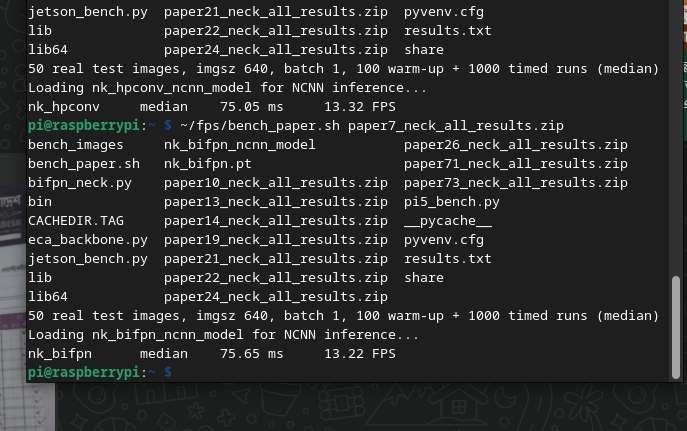 jetson_bench.py  paper21_neck_all_results.zip  pyvenv.cfg
lib              paper22_neck_all_results.zip  results.txt
lib64            paper24_neck_all_results.zip  share
50 real test images, imgsz 640, batch 1, 100 warm-up + 1000 timed runs (median)
Loading nk_hpconv_ncnn_model for NCNN inference...
nk_hpconv     median    75.05 ms     13.32 FPS
pi@raspberrypi:~ $ ~/fps/bench_paper.sh paper7_neck_all_results.zip
bench_images    nk_bifpn_ncnn_model           paper26_neck_all_results.zip
bench_paper.sh  nk_bifpn.pt                   paper71_neck_all_results.zip
bifpn_neck.py   paper10_neck_all_results.zip  paper73_neck_all_results.zip
bin             paper13_neck_all_results.zip  pi5_bench.py
CACHEDIR.TAG    paper14_neck_all_results.zip  __pycache__
eca_backbone.py  paper19_neck_all_results.zip  pyvenv.cfg
jetson_bench.py  paper21_neck_all_results.zip  results.txt
lib             paper22_neck_all_results.zip  share
lib64           paper24_neck_all_results.zip
50 real test images, imgsz 640, batch 1, 100 warm-up + 1000 timed runs (median)
Loading nk_bifpn_ncnn_model for NCNN inference...
nk_bifpn      median    75.65 ms     13.22 FPS
pi@raspberrypi:~ $